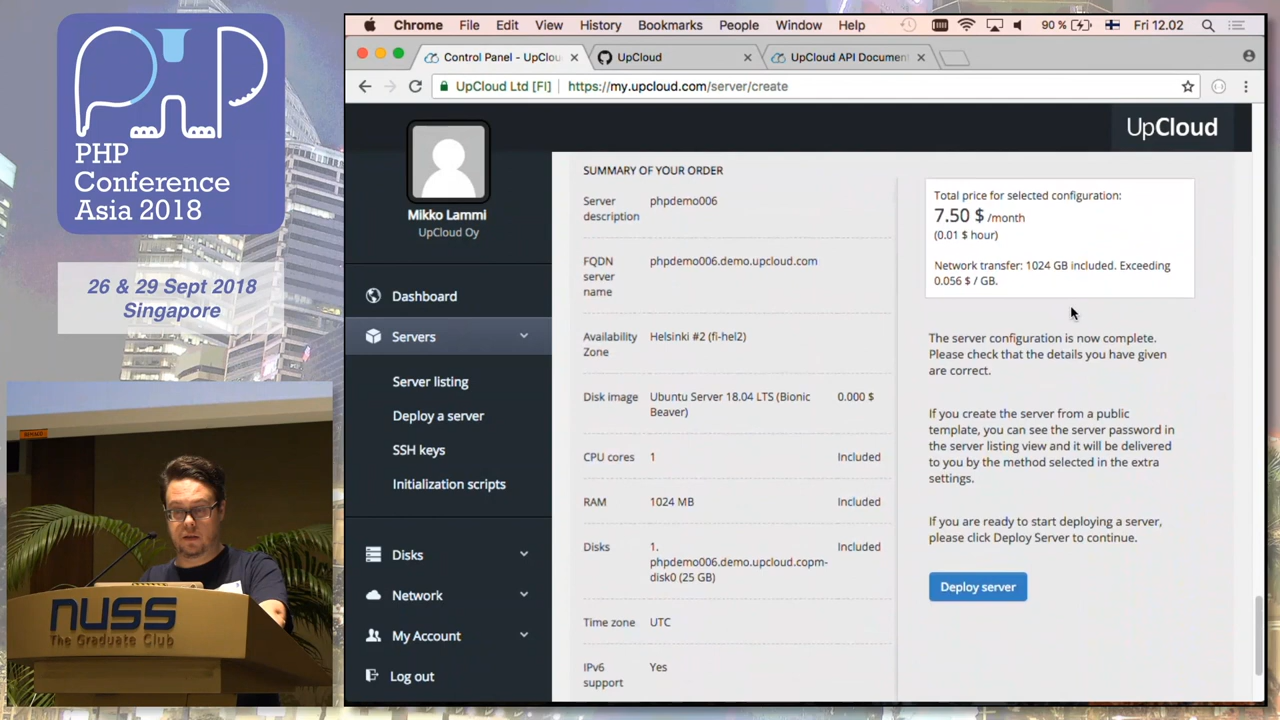 PHP
PHP
Conference
Asia 2018
26 & 29 Sept 2018
Singapore
nuss
The Graduate Club
Chrome File Edit View History Bookmarks People Window Help 90 % Fri 12.02
Control Panel - UpClou
UpCloud
UpCloud API Document
UpCloud Ltd [FI] https://my.upcloud.com/server/create
UpCloud
Mikko Lammi
UpCloud Oy
Dashboard
Servers
Server listing
Deploy a server
SSH keys
Initialization scripts
Disks
Network
My Account
Log out
SUMMARY OF YOUR ORDER
Server
description
phpdemo006
FQDN
server
name
phpdemo006.demo.upcloud.com
Availability
Zone
Helsinki #2 (fi-hel2)
Disk image
Ubuntu Server 18.04 LTS (Bionic
Beaver)
0.000 $
CPU cores 1 Included
RAM 1024 MB Included
Disks 1. Included
phpdemo006.demo.upcloud.copm-
disk0 (25 GB)
Time zone UTC
IPv6
support
Yes
Total price for selected configuration:
7.50 $ /month
(0.01 $ hour)
Network transfer: 1024 GB included. Exceeding
0.056 $ / GB.
The server configuration is now complete.
Please check that the details you have given
are correct.
If you create the server from a public
template, you can see the server password in
the server listing view and it will be delivered
to you by the method selected in the extra
settings.
If you are ready to start deploying a server,
please click Deploy Server to continue.
Deploy server